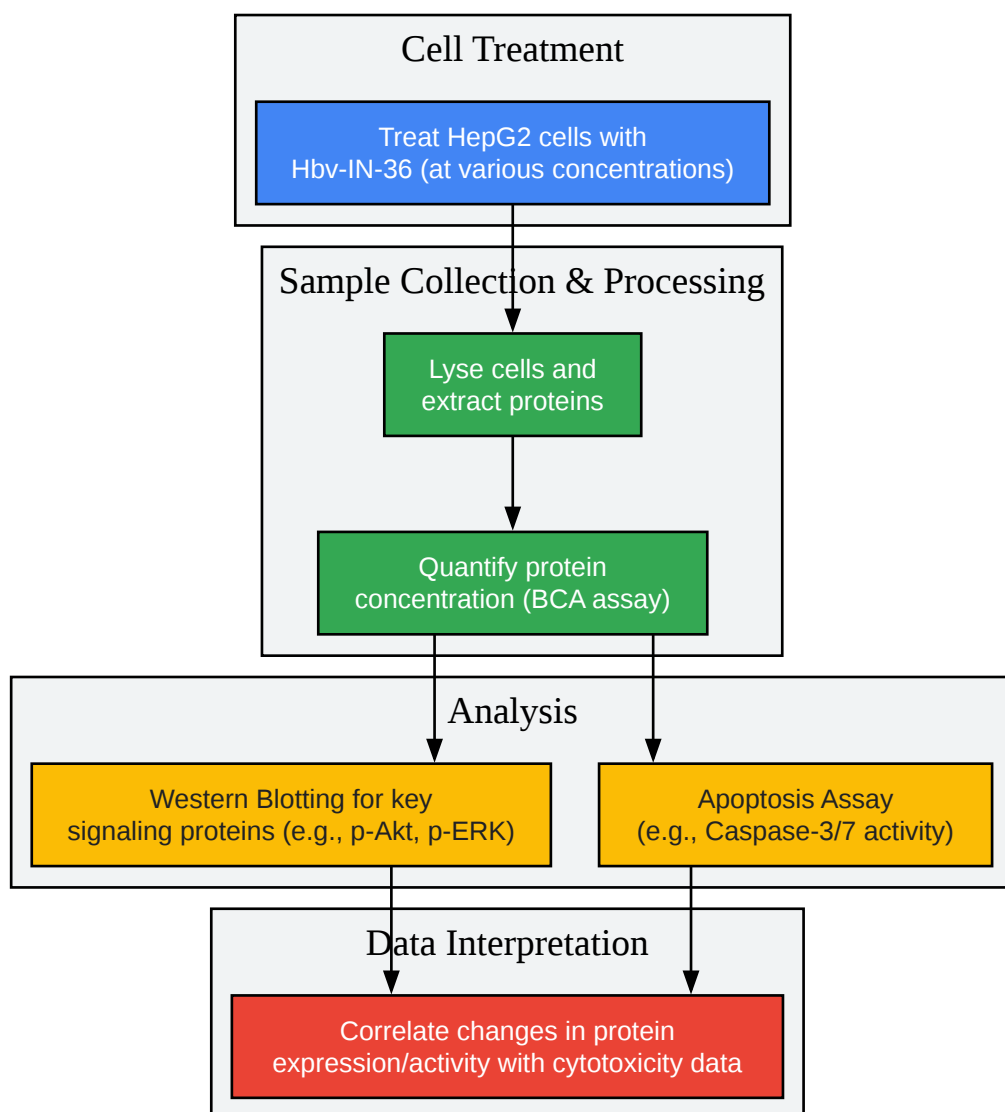 Cell Treatment
Treat HepG2 cells with
Hbv-IN-36 (at various concentrations)
Sample Collection & Processing
Lyse cells and
extract proteins
Quantify protein
concentration (BCA assay)
Analysis
Western Blotting for key
signaling proteins (e.g., p-Akt, p-ERK)
Apoptosis Assay
(e.g., Caspase-3/7 activity)
Data Interpretation
Correlate changes in protein
expression/activity with cytotoxicity data